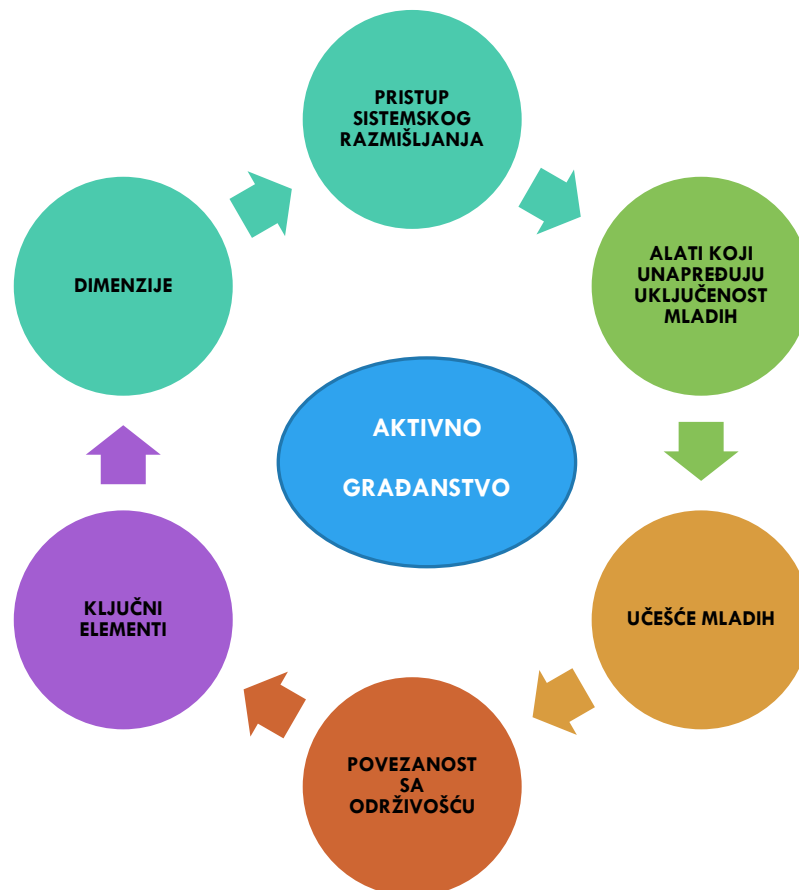 PRISTUP
SISTEMSKOG
RAZMIŠLJANJA
ALATI KOJI
UNAPREĐUJU
UKLJUČENOST
MLADIH
UČEŠĆE MLADIH
POVEZANOST
SA
ODRŽIVOŠĆU
KLJUČNI
ELEMENTI
DIMENZIJE
AKTIVNO
GRAĐANSTVO